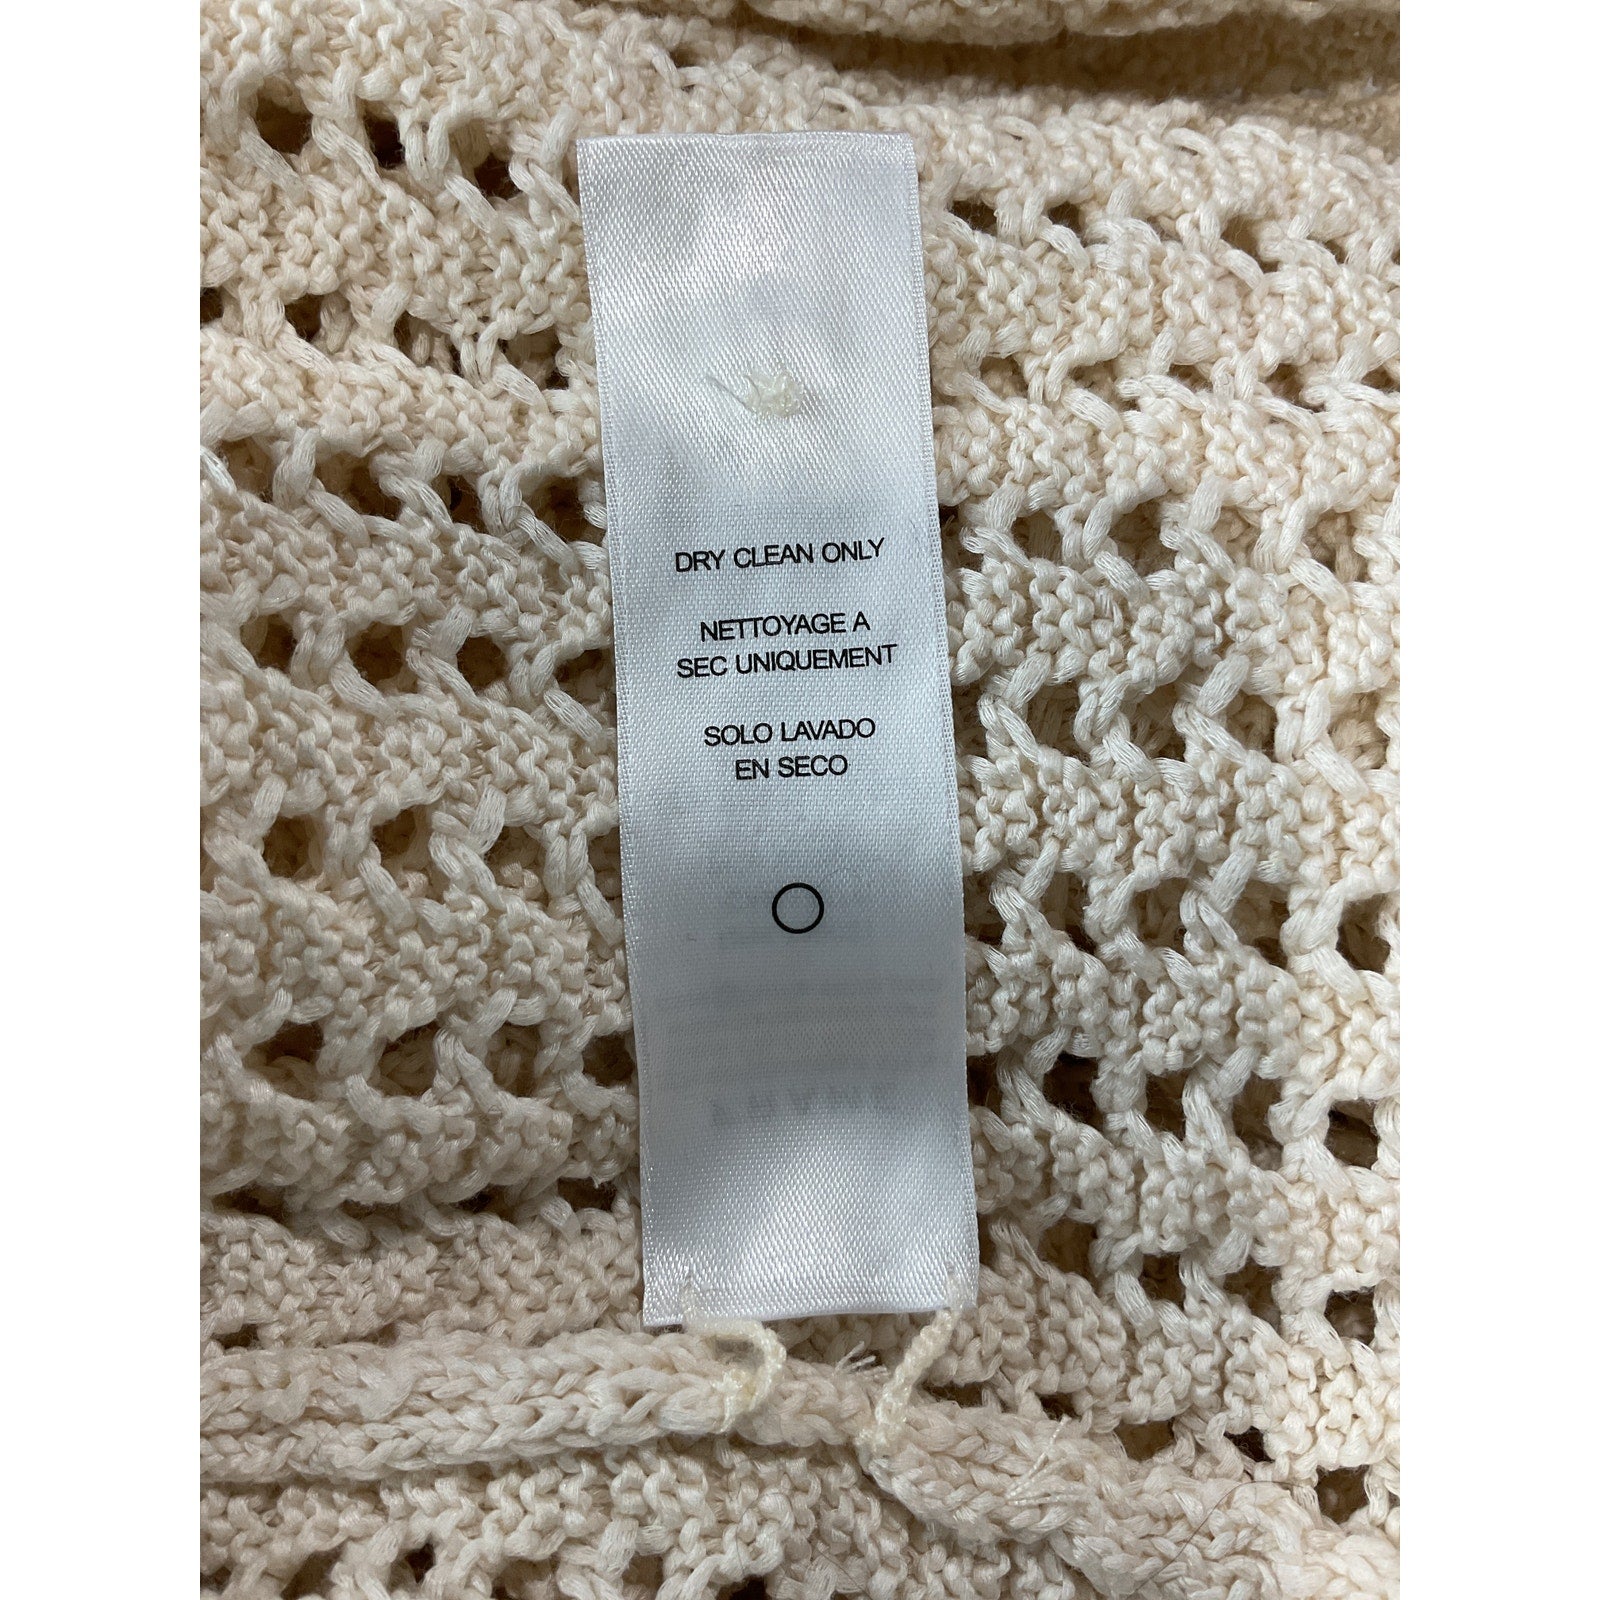 DRY CLEAN ONLY
NETTOYAGE A
SEC UNIQUEMENT
SOLO LAVADO
EN SECO